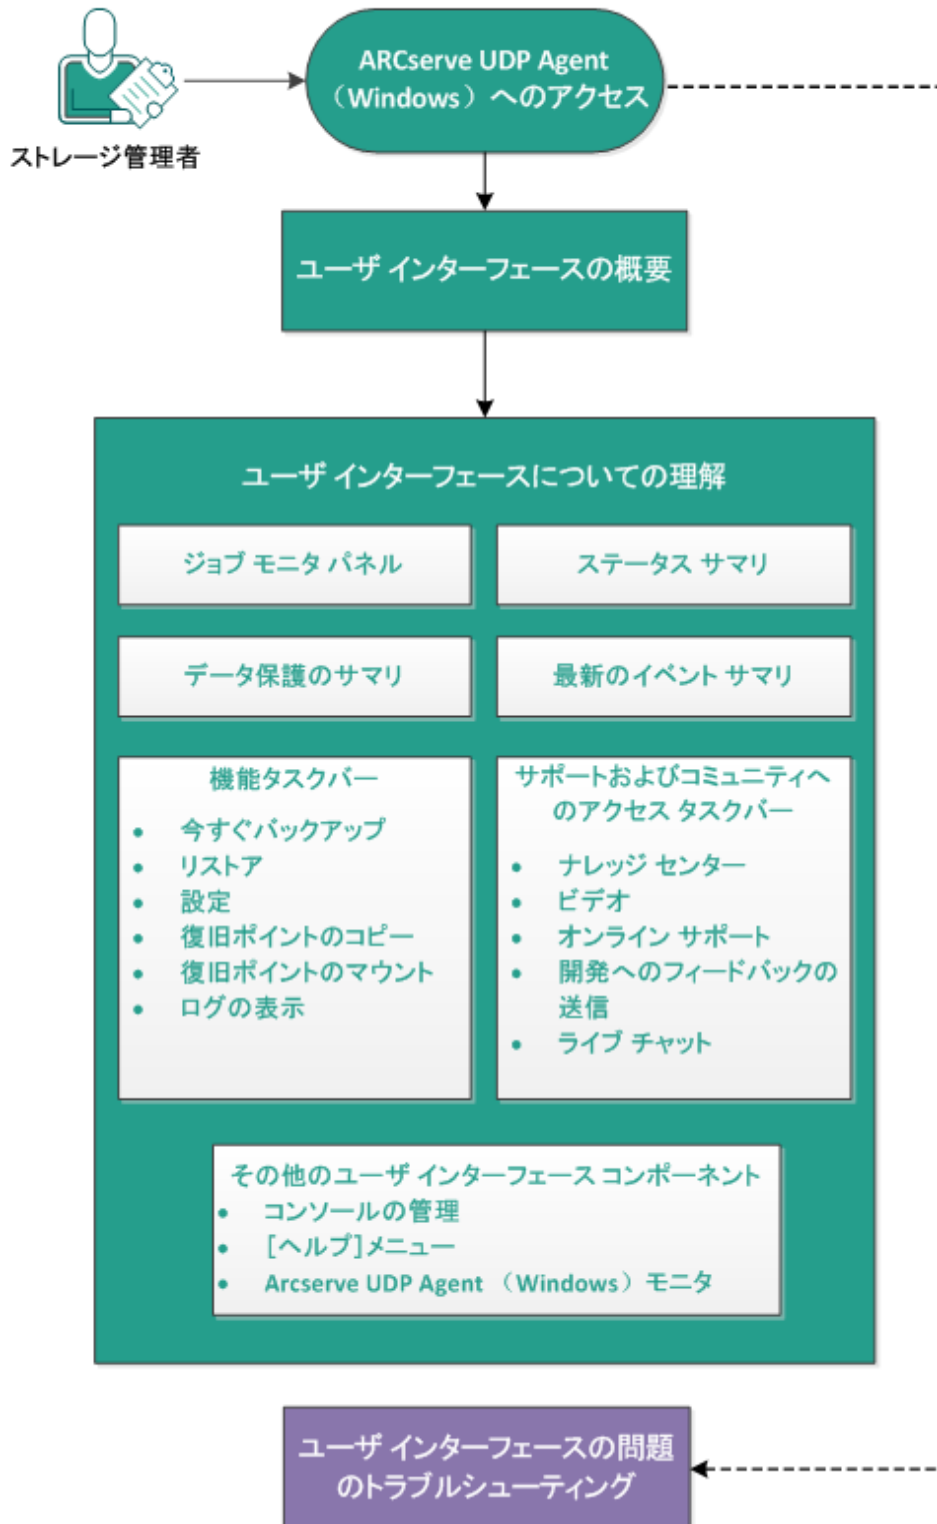 ARCserve UDP Agent
（Windows）へのアクセス
ストレージ管理者
ユーザ インターフェースの概要
ユーザ インターフェースについての理解
ジョブ モニタ パネル
ステータス サマリ
データ保護のサマリ
最新のイベント サマリ
機能タスクバー
• 今すぐバックアップ
• リストア
• 設定
• 復旧ポイントのコピー
• 復旧ポイントのマウント
• ログの表示
サポートおよびコミュニティへ
のアクセス タスクバー
• ナレッジ センター
• ビデオ
• オンライン サポート
• 開発へのフィードバックの
送信
• ライブ チャット
その他のユーザ インターフェース コンポーネント
• コンソールの管理
• [ヘルプ]メニュー
• Arcserve UDP Agent （Windows）モニタ
ユーザ インターフェースの問題
のトラブルシューティング